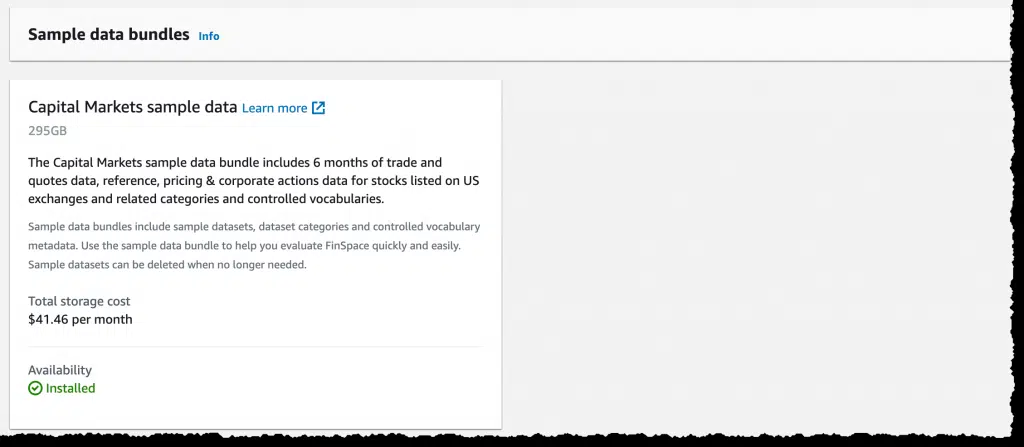 Sample data bundles Info
Capital Markets sample data Learn more
295GB
The Capital Markets sample data bundle includes 6 months of trade and
quotes data, reference, pricing & corporate actions data for stocks listed on US
exchanges and related categories and controlled vocabularies.
Sample data bundles include sample datasets, dataset categories and controlled vocabulary
metadata. Use the sample data bundle to help you evaluate FinSpace quickly and easily.
Sample datasets can be deleted when no longer needed.
Total storage cost
$41.46 per month
Availability
Installed